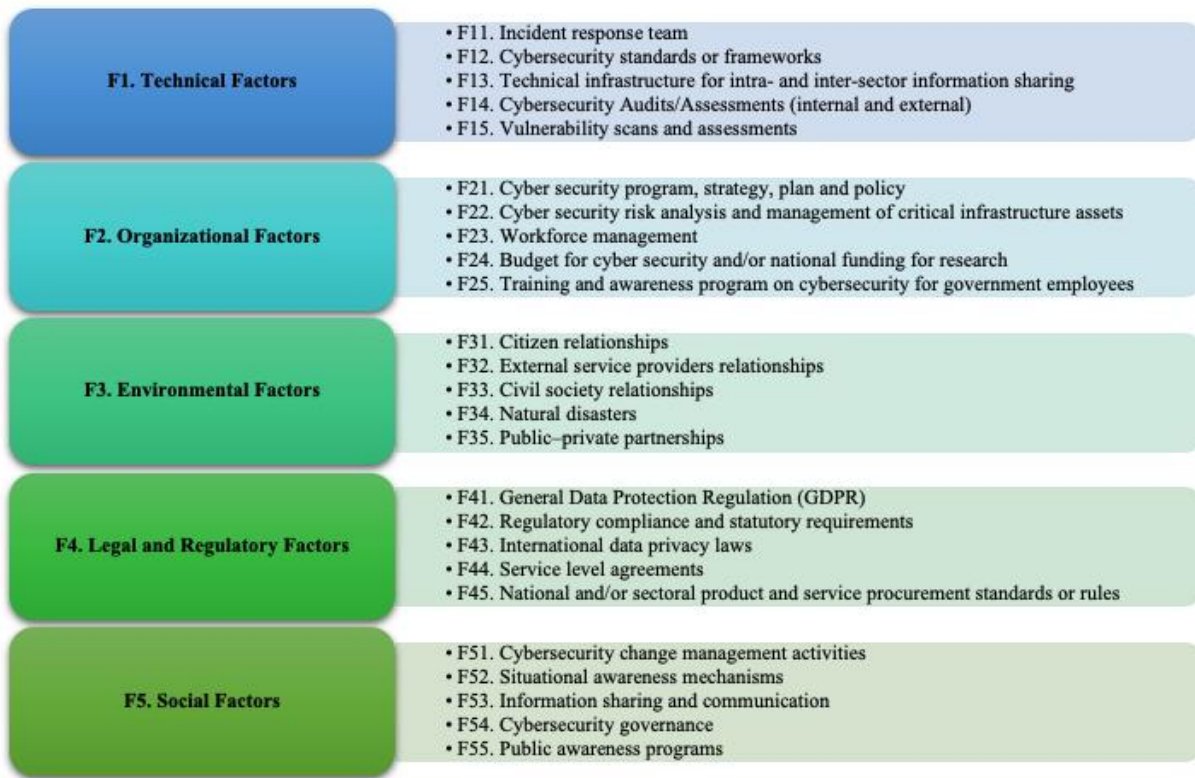 F1. Technical Factors
• F11. Incident response team
• F12. Cybersecurity standards or frameworks
• F13. Technical infrastructure for intra- and inter-sector information sharing
• F14. Cybersecurity Audits/Assessments (internal and external)
• F15. Vulnerability scans and assessments
F2. Organizational Factors
• F21. Cyber security program, strategy, plan and policy
• F22. Cyber security risk analysis and management of critical infrastructure assets
• F23. Workforce management
• F24. Budget for cyber security and/or national funding for research
• F25. Training and awareness program on cybersecurity for government employees
F3. Environmental Factors
• F31. Citizen relationships
• F32. External service providers relationships
• F33. Civil society relationships
• F34. Natural disasters
• F35. Public–private partnerships
F4. Legal and Regulatory Factors
• F41. General Data Protection Regulation (GDPR)
• F42. Regulatory compliance and statutory requirements
• F43. International data privacy laws
• F44. Service level agreements
• F45. National and/or sectoral product and service procurement standards or rules
F5. Social Factors
• F51. Cybersecurity change management activities
• F52. Situational awareness mechanisms
• F53. Information sharing and communication
• F54. Cybersecurity governance
• F55. Public awareness programs